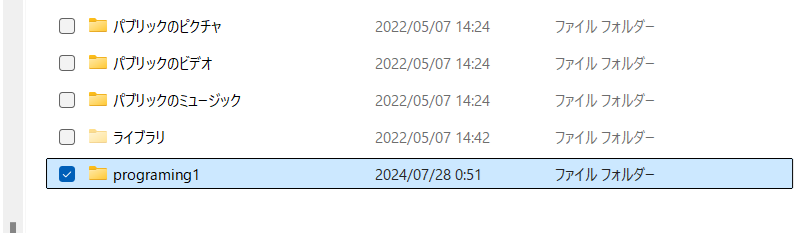 パブリックのピクチャ 2022/05/07 14:24 ファイル フォルダー
パブリックのビデオ 2022/05/07 14:24 ファイル フォルダー
パブリックのミュージック 2022/05/07 14:24 ファイル フォルダー
ライブラリ 2022/05/07 14:42 ファイル フォルダー
programing1 2024/07/28 0:51 ファイル フォルダー